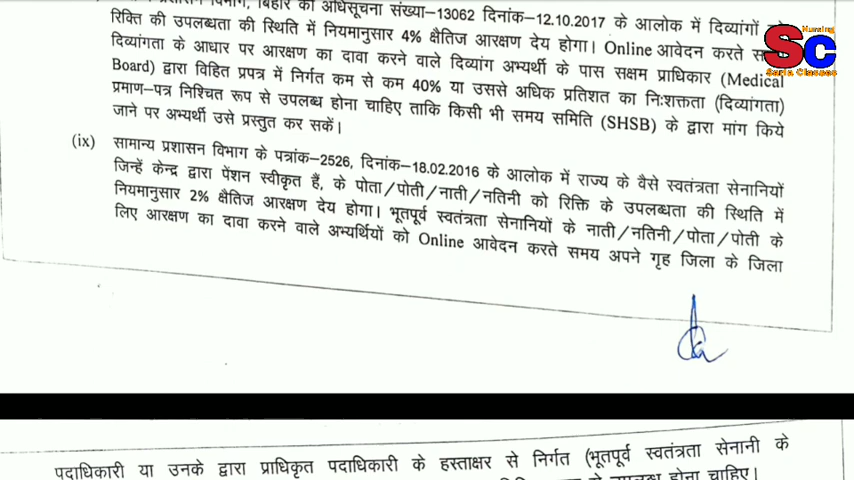 प्रशासन विभाग, बिहार की अधिसूचना संख्या–13062 दिनांक–12.10.2017 के आलोक में दिव्यांगों
रिक्ति की उपलब्धता की स्थिति में नियमानुसार 4% क्षैतिज आरक्षण देय होगा। Online आवेदन करते
दिव्यांगता के आधार पर आरक्षण का दावा करने वाले दिव्यांग अभ्यर्थी के पास सक्षम प्राधिकार (Medical
Board) द्वारा विहित प्रपत्र में निर्गत कम से कम 40% या उससे अधिक प्रतिशत का निःशक्तता (दिव्यांगता)
प्रमाण–पत्र निश्चित रूप से उपलब्ध होना चाहिए ताकि किसी भी समय समिति (SHSB) के द्वारा मांग किये
जाने पर अभ्यर्थी उसे प्रस्तुत कर सकें।
(ix) सामान्य प्रशासन विभाग के पत्रांक–2526, दिनांक–18.02.2016 के आलोक में राज्य के वैसे स्वतंत्रता सेनानियों
जिन्हें केन्द्र द्वारा पेंशन स्वीकृत हैं, के पोता/पोती/नाती/नतिनी को रिक्ति के उपलब्धता की स्थिति में
नियमानुसार 2% क्षैतिज आरक्षण देय होगा। भूतपूर्व स्वतंत्रता सेनानियों के नाती/नतिनी/पोता/पोती के
लिए आरक्षण का दावा करने वाले अभ्यर्थियों को Online आवेदन करते समय अपने गृह जिला के जिला
पदाधिकारी या उनके द्वारा प्राधिकृत पदाधिकारी के हस्ताक्षर से निर्गत (भूतपूर्व स्वतंत्रता सेनानी के
उपलब्ध होना चाहिए।
Nursing
SC
Suria Classes